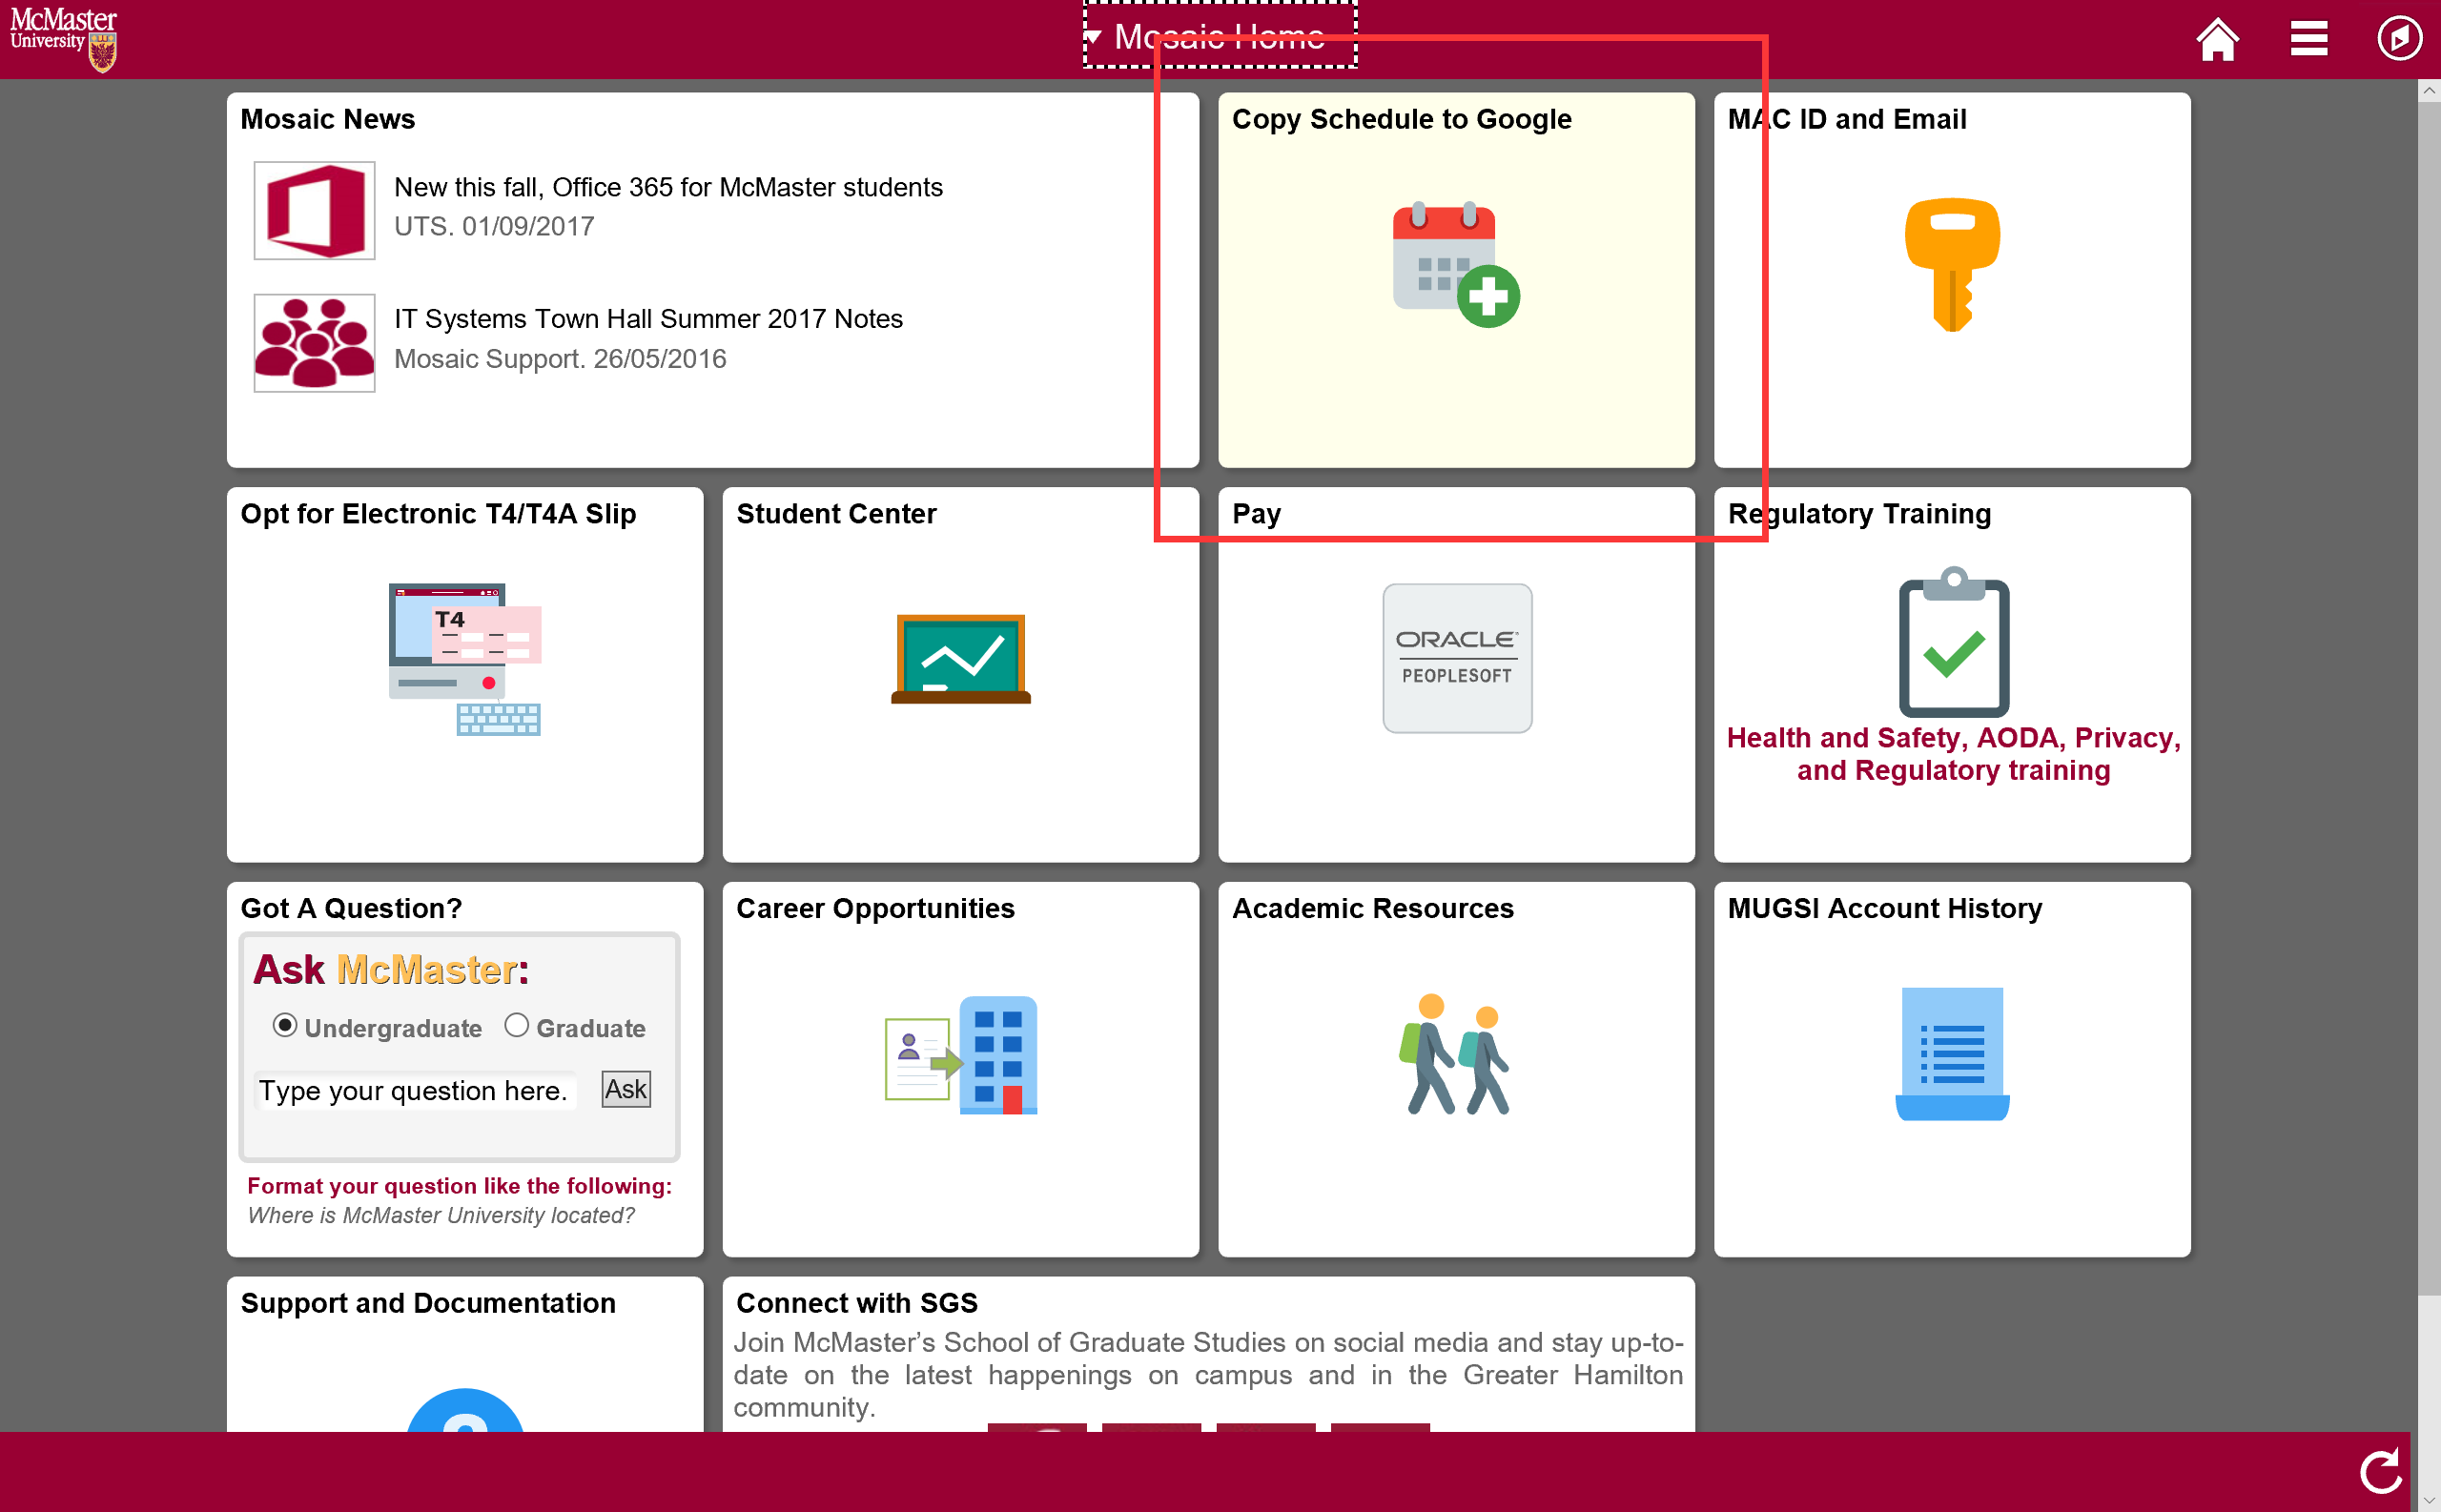 McMaster
University
Mosaic Home
Mosaic News
New this fall, Office 365 for McMaster students
UTS. 01/09/2017
IT Systems Town Hall Summer 2017 Notes
Mosaic Support. 26/05/2016
Copy Schedule to Google
MAC ID and Email
Opt for Electronic T4/T4A Slip
T4
Student Center
Pay
ORACLE
PEOPLESOFT
Regulatory Training
Health and Safety, AODA, Privacy,
and Regulatory training
Got A Question?
Ask McMaster:
Undergraduate Graduate
Type your question here. Ask
Format your question like the following:
Where is McMaster University located?
Career Opportunities
Academic Resources
MUGSI Account History
Support and Documentation
Connect with SGS
Join McMaster’s School of Graduate Studies on social media and stay up-to-
date on the latest happenings on campus and in the Greater Hamilton
community.